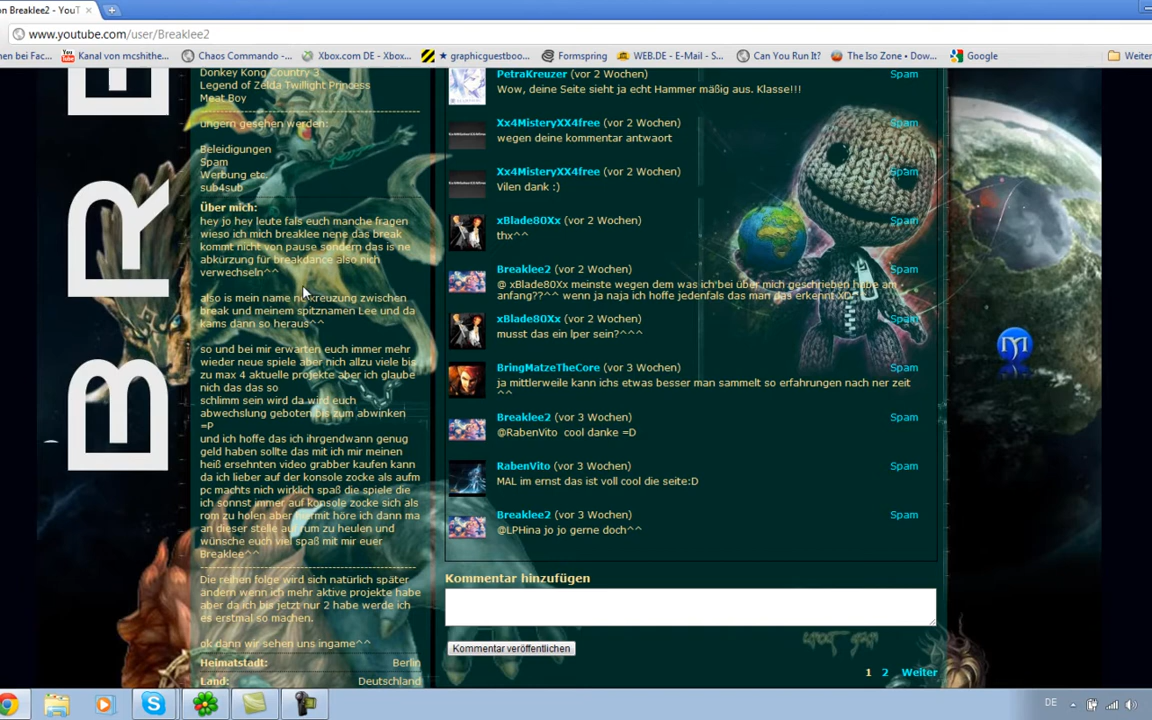 on Breaklee2 - YouT
www.youtube.com/user/Breaklee2
hen bei Fac...
Kanal von mcshithe...
Chaos Commando -...
Xbox.com DE - Xbox...
★ graphicguestboo...
Formspring
WEB.DE - E-Mail - S...
Can You Run It?
The Iso Zone • Dow...
Google
Weiter
BRE
Donkey Kong Country 3
Legend of Zelda Twillight Princess
Meat Boy
ungern gesehen werden:
Beleidigungen
Spam
Werbung etc.
sub4sub
Über mich:
hey jo hey leute fals euch manche fragen
wieso ich mich breaklee nene das break
kommt nicht von pause sondern das is ne
abkürzung für breakdance also nich
verwechseln^^
also is mein name ne kreuzung zwischen
break und meinem spitznamen Lee und da
kams dann so heraus^^
so und bei mir erwarten euch immer mehr
wieder neue spiele aber nich allzu viele bis
zu max 4 aktuelle projekte aber ich glaube
nich das das so
schlimm sein wird da wird euch
abwechslung geboten bis zum abwinken
=P
und ich hoffe das ich ihrgendwann genug
geld haben sollte das mit ich mir meinen
heiß ersehnten video grabber kaufen kann
da ich lieber auf der konsole zocke als aufm
pc machts nich wirklich spaß die spiele die
ich sonnst immer auf konsole zocke sich als
rom zu holen aber hiermit höre ich dann ma
an dieser stelle auf rum zu heulen und
wünsche euch viel spaß mit mir euer
Breaklee^^
Die reihen folge wird sich natürlich später
ändern wenn ich mehr aktive projekte habe
aber da ich bis jetzt nur 2 habe werde ich
es erstmal so machen.
ok dann wir sehen uns ingame^^
Heimatstadt: Berlin
Land: Deutschland
PetraKreuzer (vor 2 Wochen) Spam
Wow, deine Seite sieht ja echt Hammer mäßig aus. Klasse!!!
Xx4MisteryXX4free (vor 2 Wochen) Spam
wegen deine kommentar antwaort
Xx4MisteryXX4free (vor 2 Wochen) Spam
Vilen dank :)
xBlade80Xx (vor 2 Wochen) Spam
thx^^
Breaklee2 (vor 2 Wochen) Spam
@ xBlade80Xx meinste wegen dem was ich bei über mich geschrieben habe am
anfang??^^ wenn ja naja ich hoffe jedenfals das man das erkennt XD
xBlade80Xx (vor 2 Wochen) Spam
musst das ein lper sein?^^^
BringMatzeTheCore (vor 3 Wochen) Spam
ja mittlerweile kann ichs etwas besser man sammelt so erfahrungen nach ner zeit
^^
Breaklee2 (vor 3 Wochen) Spam
@RabenVito cool danke =D
RabenVito (vor 3 Wochen) Spam
MAL im ernst das ist voll cool die seite:D
Breaklee2 (vor 3 Wochen) Spam
@LPHina jo jo gerne doch^^
Kommentar hinzufügen
Kommentar veröffentlichen
1 2 Weiter
DE